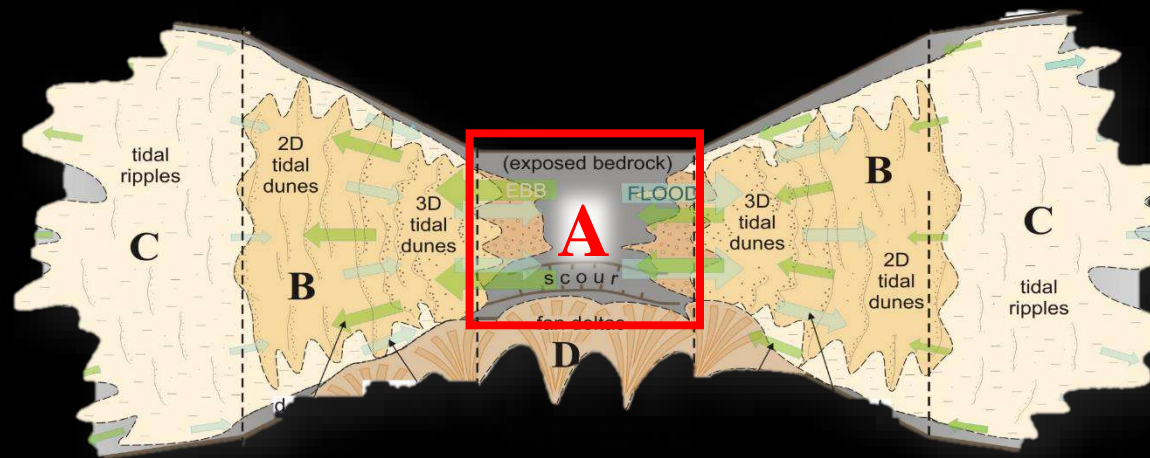 (exposed bedrock)
EBB
FLOOD
A
scour
fan deltas
D
tidal
ripples
C
2D
tidal
dunes
B
3D
tidal
dunes
3D
tidal
dunes
B
2D
tidal
dunes
C
tidal
ripples